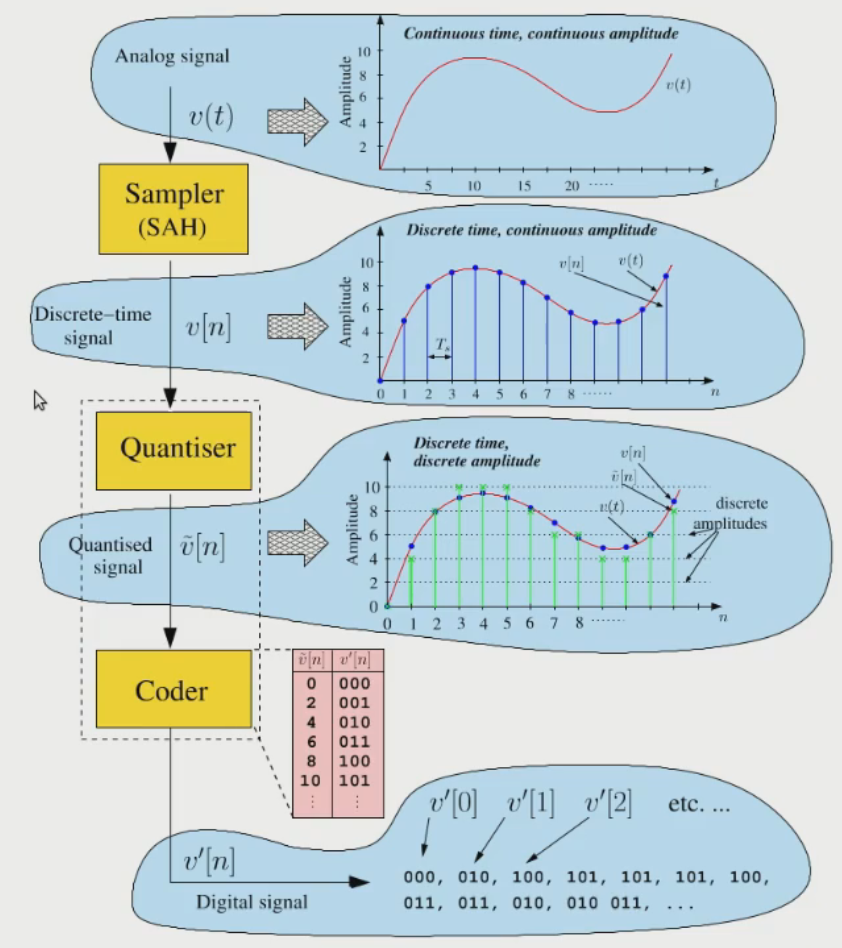 Analog signal
v(t)
Continuous time, continuous amplitude
Amplitude
10
8
6
4
2
v(t)
5 10 15 20 ...... t
Sampler
(SAH)
Discrete–time
signal
v[n]
Discrete time, continuous amplitude
Amplitude
10
8
6
4
2
v[n] v(t)
Tₛ
0 1 2 3 4 5 6 7 8 ...... n
Quantiser
Quantised
signal
ṽ[n]
Discrete time,
discrete amplitude
Amplitude
10
8
6
4
2
0
v[n]
ṽ[n]
v(t)
discrete
amplitudes
0 1 2 3 4 5 6 7 8 ...... n
Coder
ṽ[n] v′[n]
0 000
2 001
4 010
6 011
8 100
10 101
⋮ ⋮
v′[n]
Digital signal
v′[0] v′[1] v′[2] etc. ...
000, 010, 100, 101, 101, 101, 100,
011, 011, 010, 010 011, ...